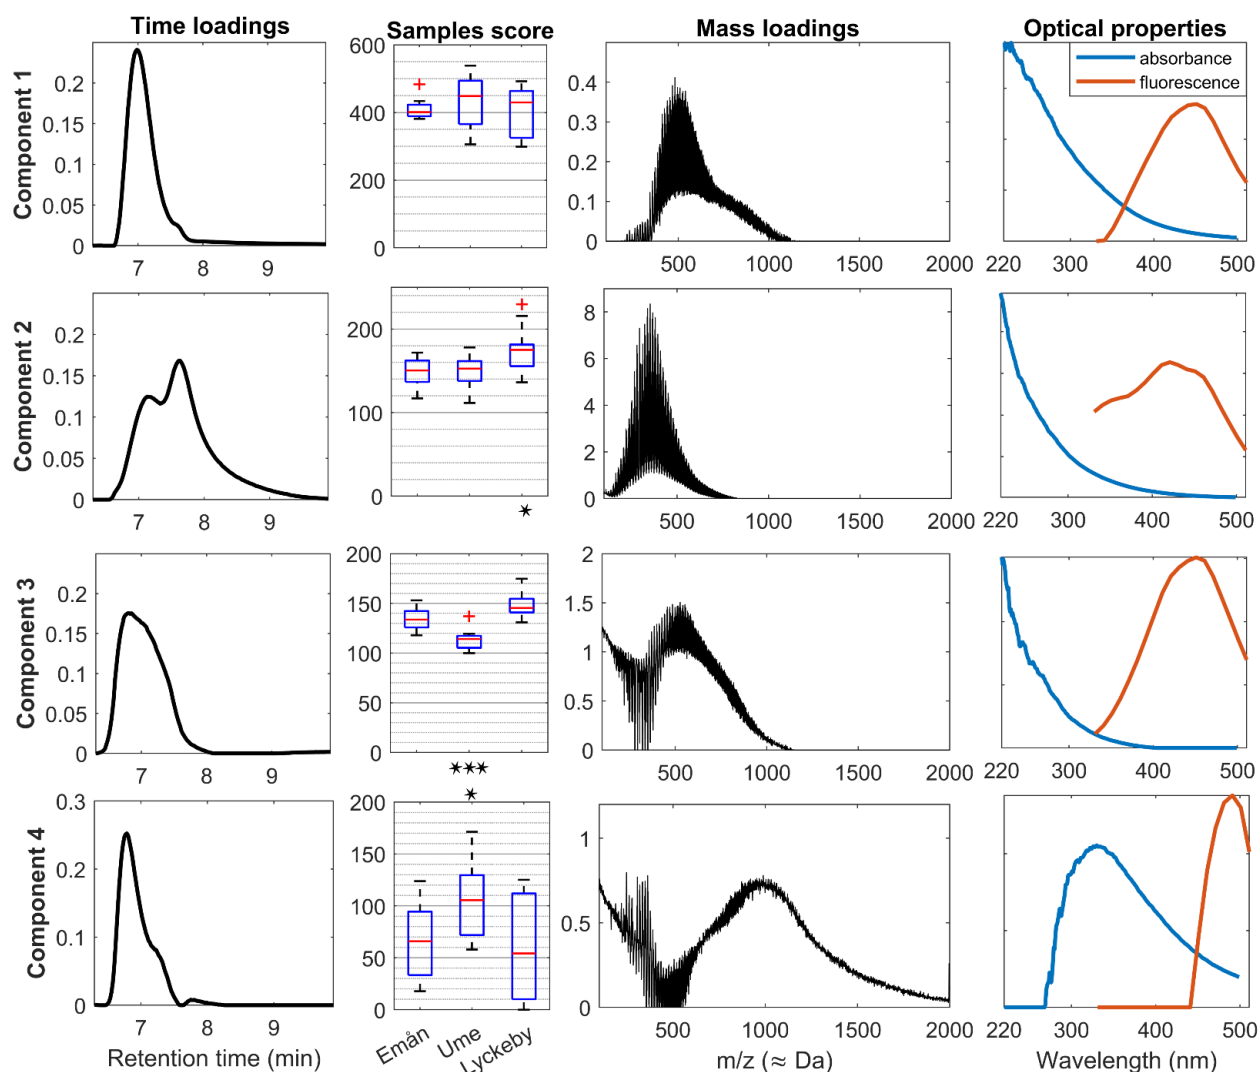 Time loadings Samples score Mass loadings Optical properties
Component 1
0.2
0.15
0.1
0.05
0
7 8 9
600
400
200
0
0.4
0.3
0.2
0.1
0
500 1000 1500 2000
absorbance
fluorescence
220 300 400 500
Component 2
0.2
0.15
0.1
0.05
0
7 8 9
250
200
150
100
50
0
8
6
4
2
0
500 1000 1500 2000
220 300 400 500
Component 3
0.2
0.15
0.1
0.05
0
7 8 9
200
150
100
50
0
2
1.5
1
0.5
0
500 1000 1500 2000
220 300 400 500
Component 4
0.3
0.2
0.1
0
7 8 9
Retention time (min)
200
150
100
50
0
Emån Ume Lyckeby
1
0.5
0
500 1000 1500 2000
m/z (≈ Da)
220 300 400 500
Wavelength (nm)